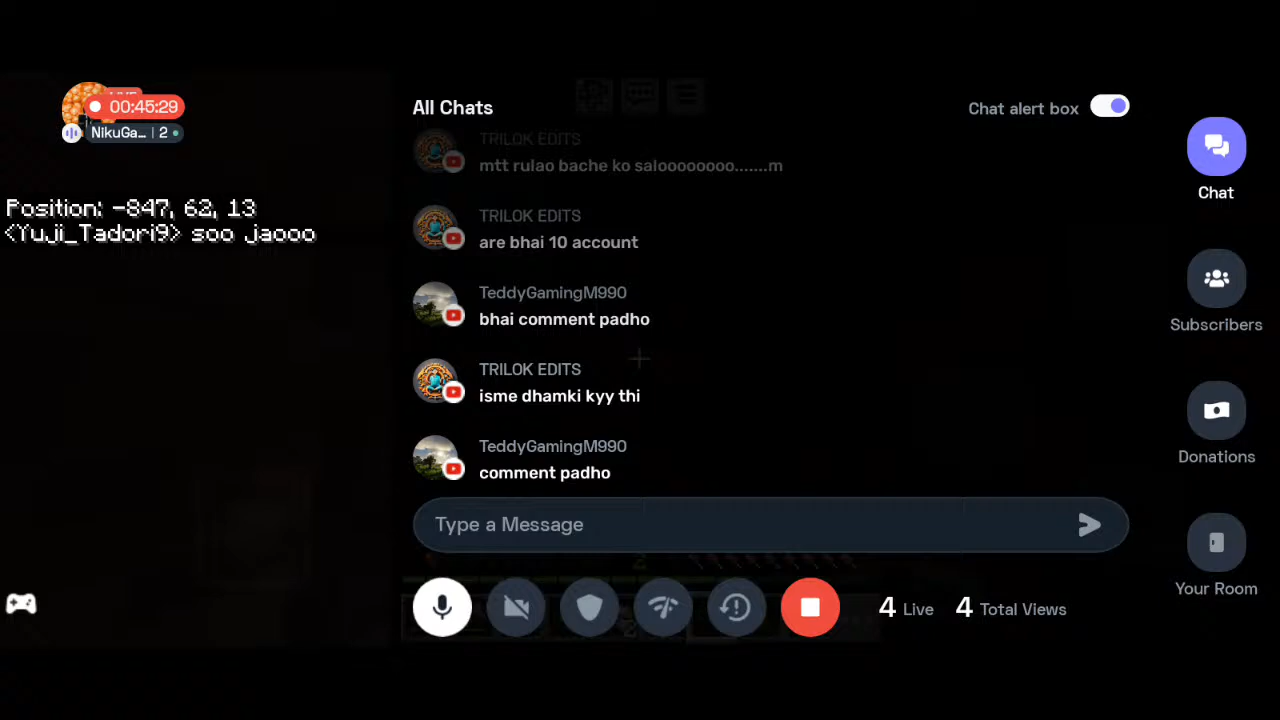 LIVE
00:45:29
NikuGa... | 2
Position: -847, 62, 13
<Yuji_Tadori9> soo jaooo
All Chats
Chat alert box
TRILOK EDITS
mtt rulao bache ko saloooooooo.......m
TRILOK EDITS
are bhai 10 account
TeddyGamingM990
bhai comment padho
TRILOK EDITS
isme dhamki kyy thi
TeddyGamingM990
comment padho
Type a Message
4 Live 4 Total Views
Chat
Subscribers
Donations
Your Room